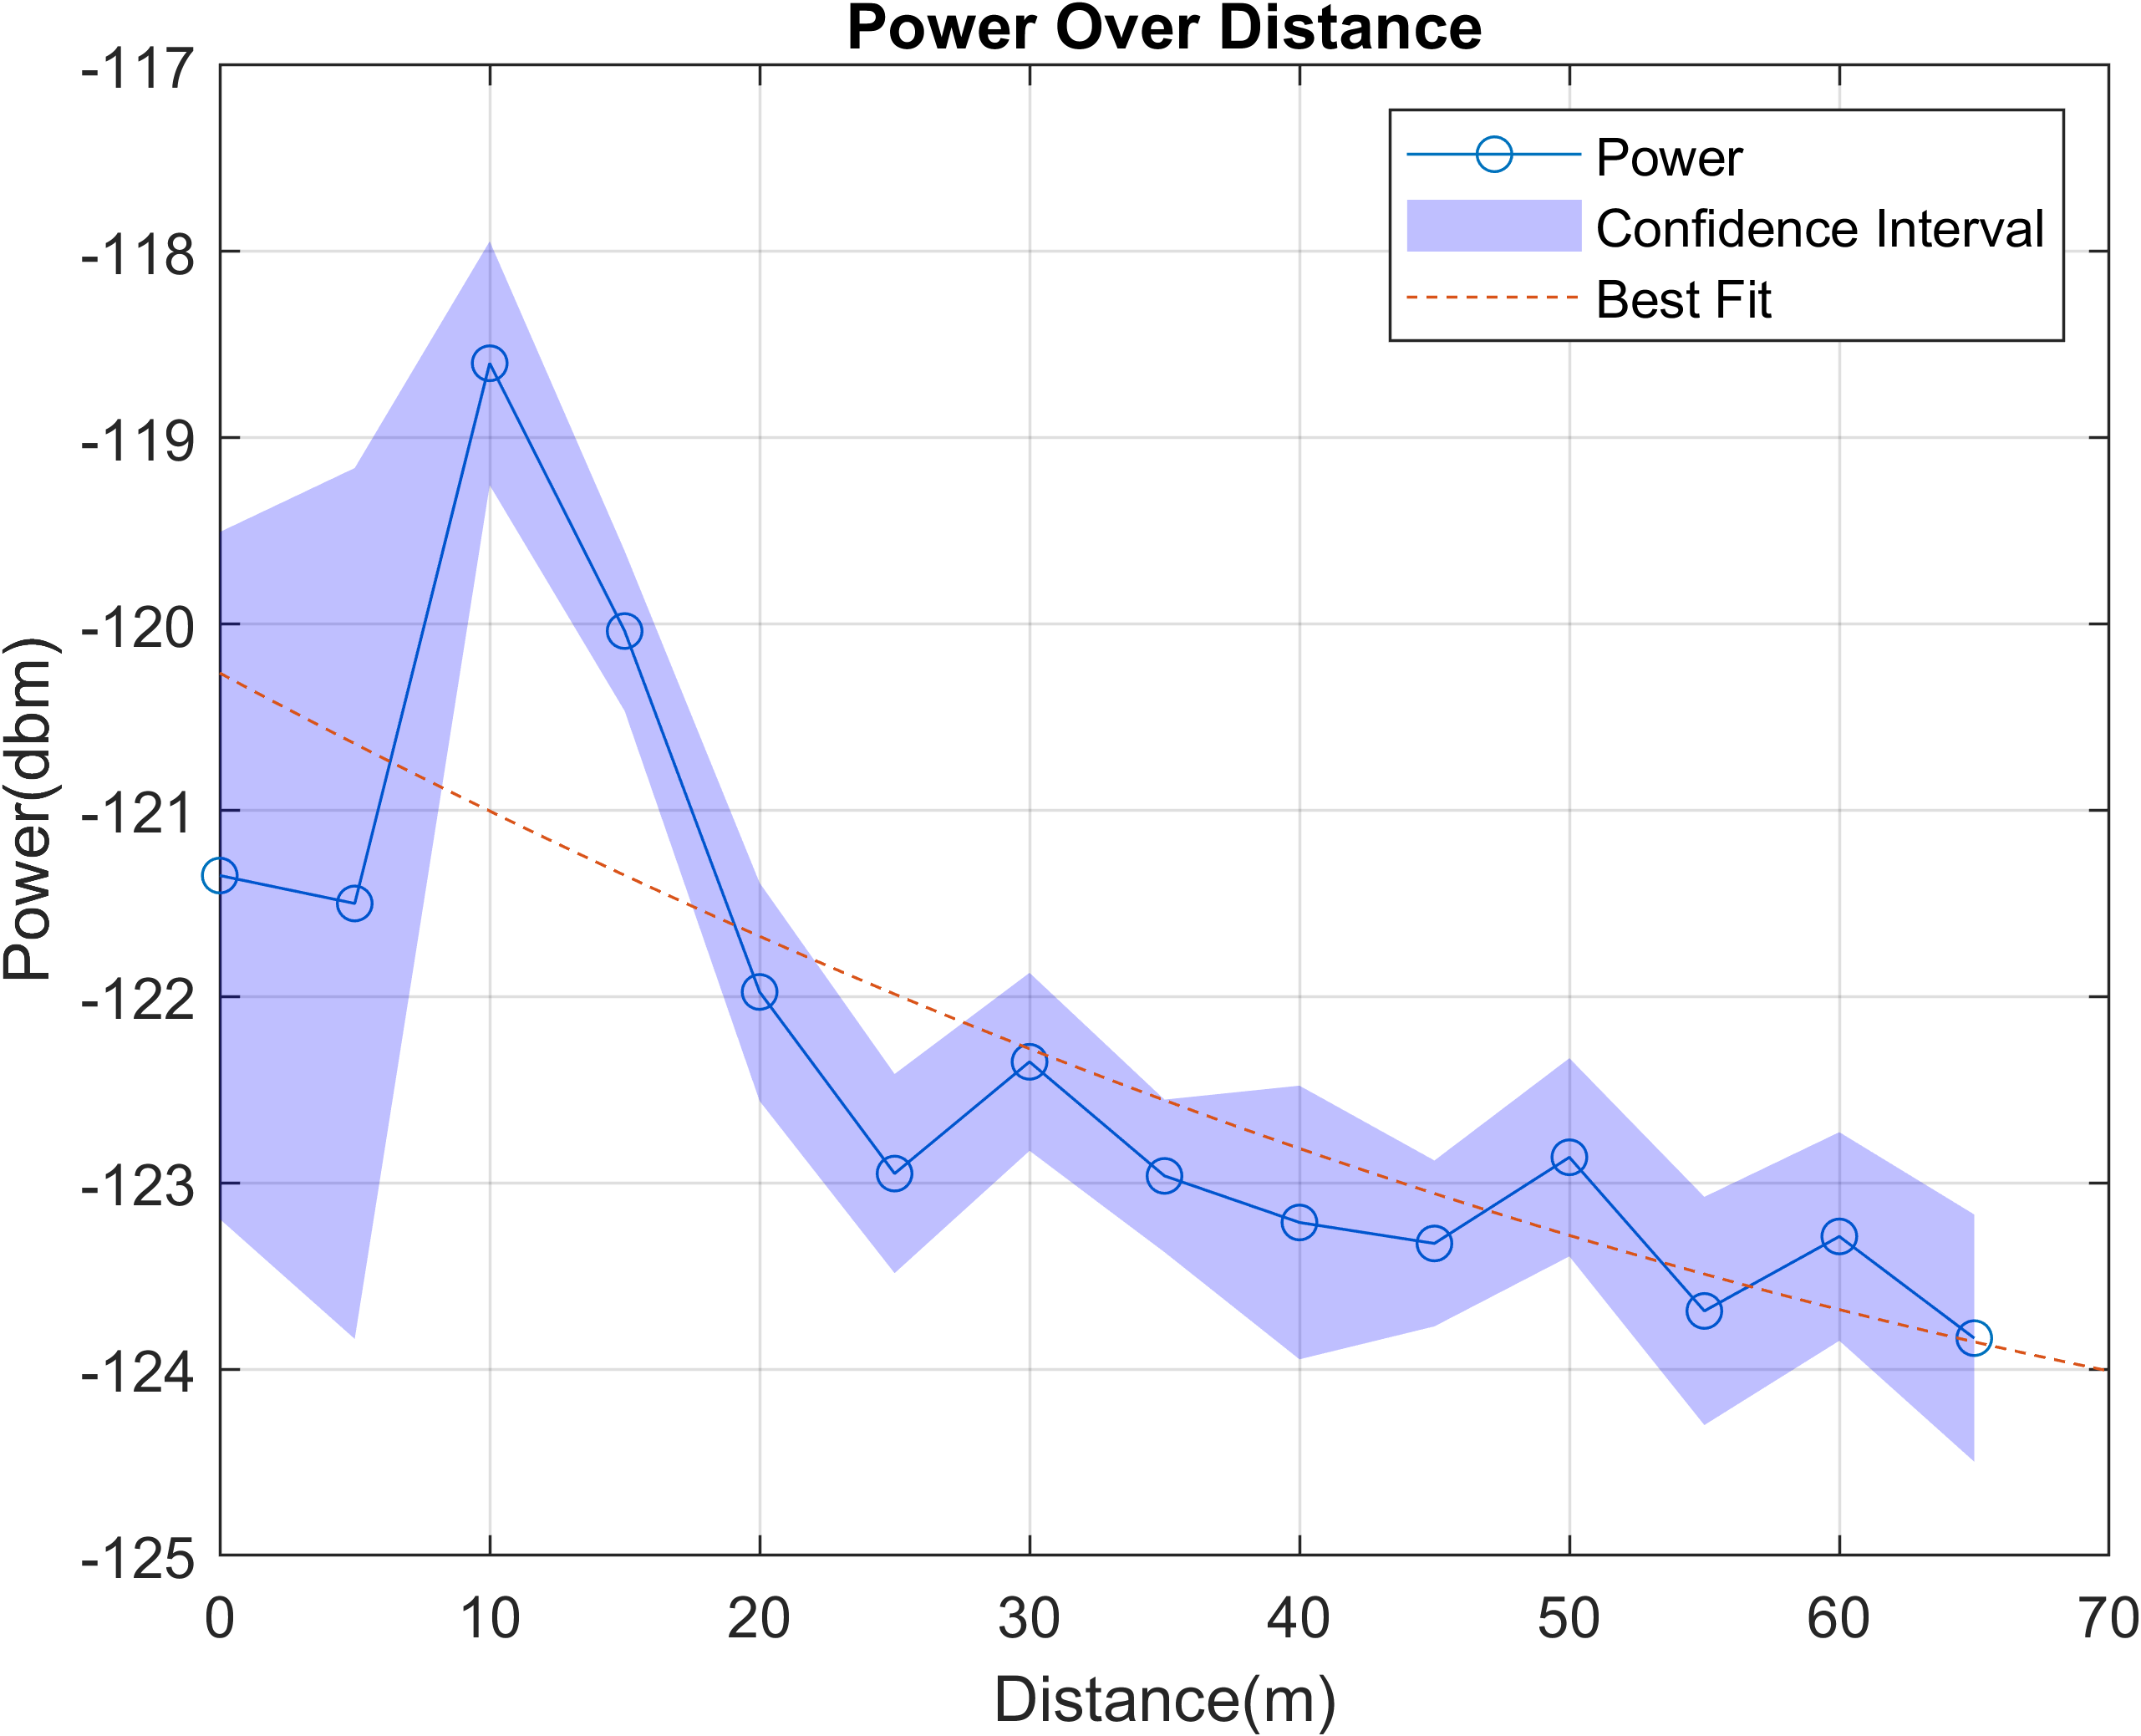 Power Over Distance
-117
-118
-119
-120
-121
-122
-123
-124
-125
Power(dbm)
Power
Confidence Interval
Best Fit
0 10 20 30 40 50 60 70
Distance(m)